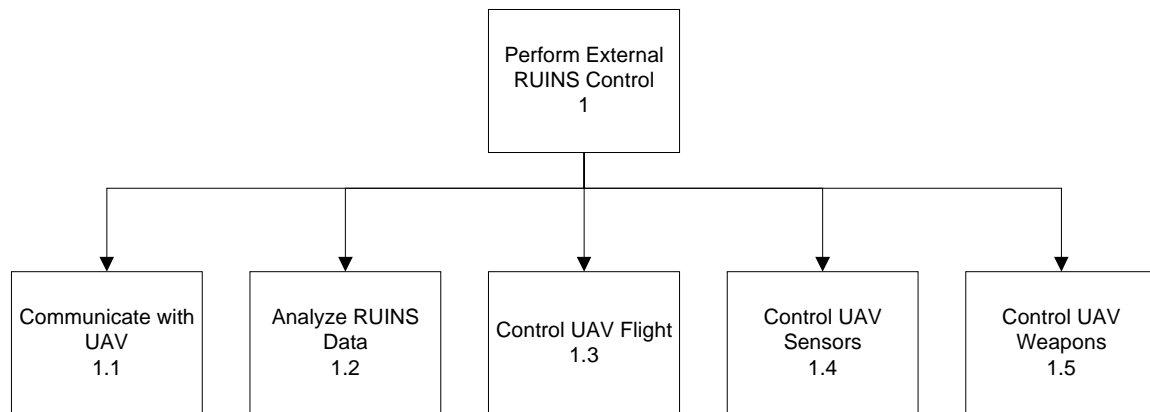 Perform External
RUINS Control
1
Communicate with
UAV
1.1
Analyze RUINS
Data
1.2
Control UAV Flight
1.3
Control UAV
Sensors
1.4
Control UAV
Weapons
1.5